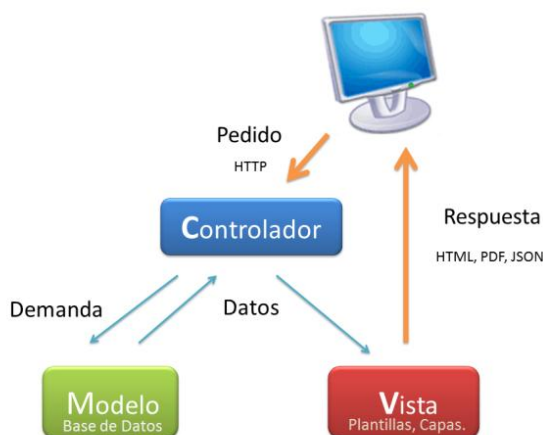 Pedido
HTTP
Controlador
Respuesta
HTML, PDF, JSON
Demanda
Datos
Modelo
Base de Datos
Vista
Plantillas, Capas.